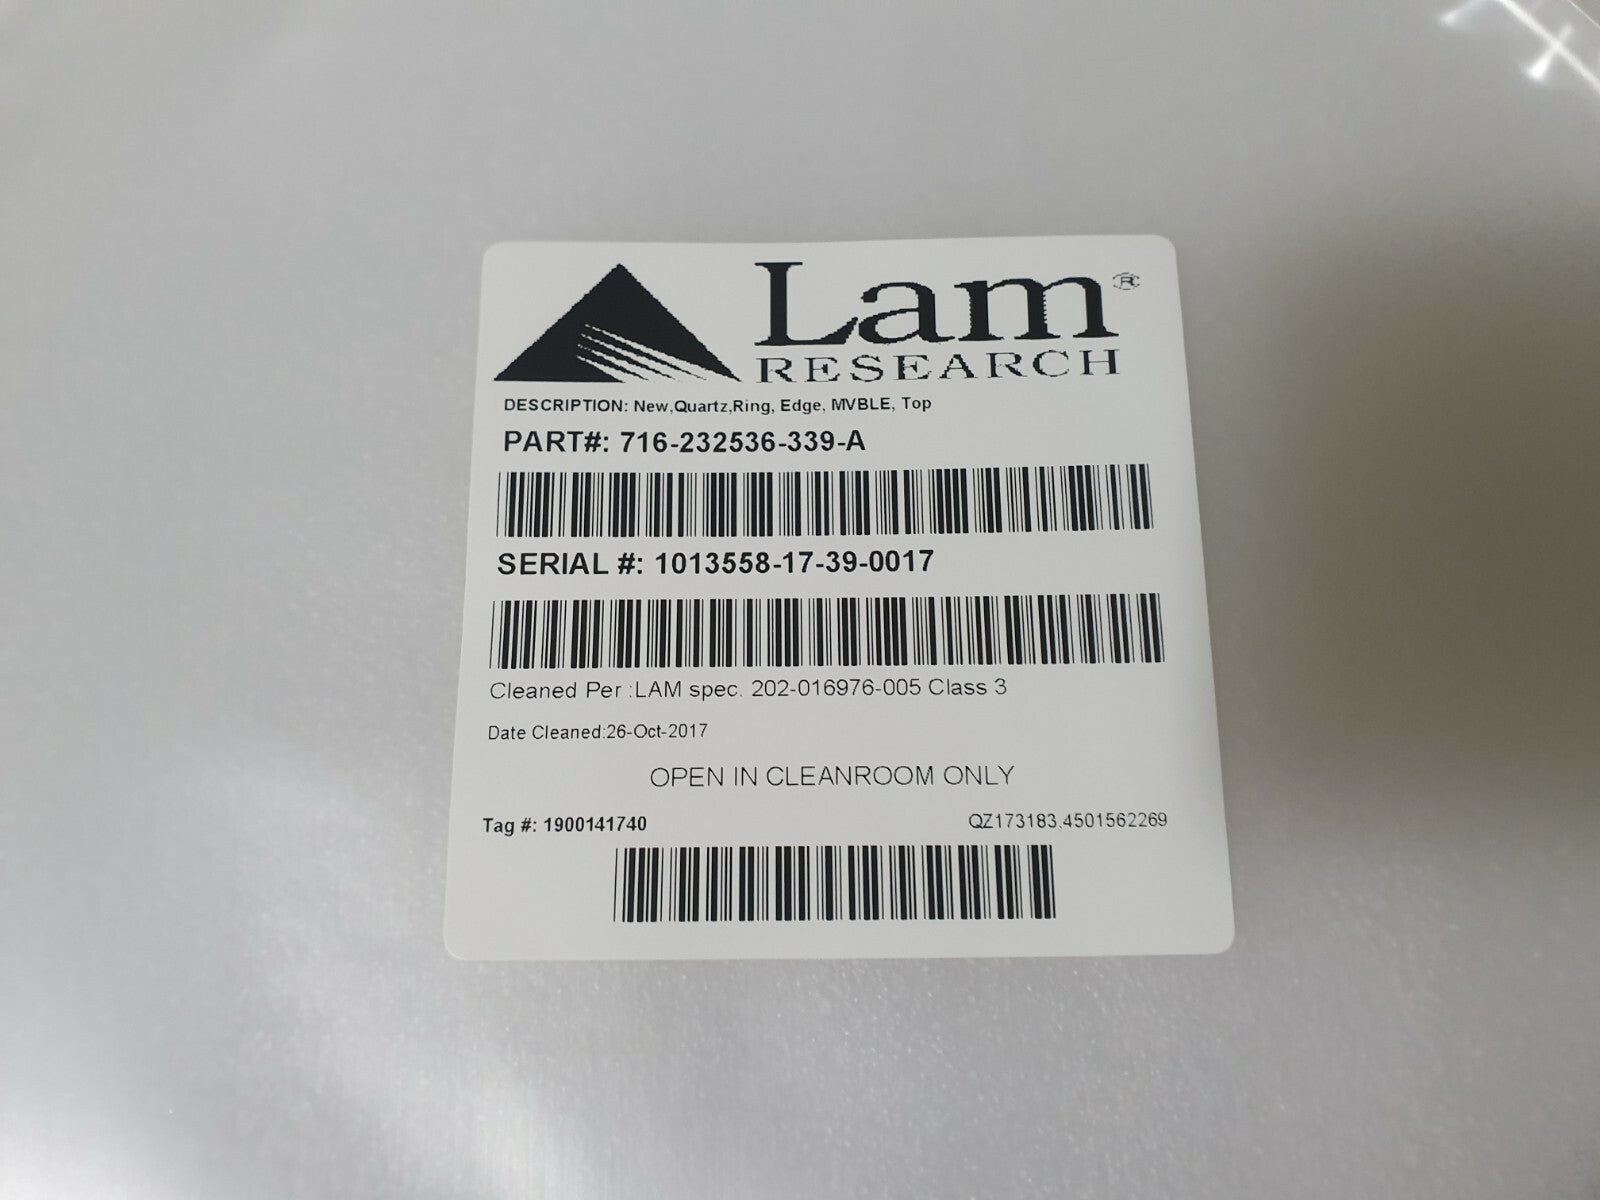 Lam®
RESEARCH
DESCRIPTION: New,Quartz,Ring, Edge, MVBLE, Top
PART#: 716-232536-339-A
SERIAL #: 1013558-17-39-0017
Cleaned Per :LAM spec. 202-016976-005 Class 3
Date Cleaned:26-Oct-2017
OPEN IN CLEANROOM ONLY
Tag #: 1900141740 QZ173183,4501562269